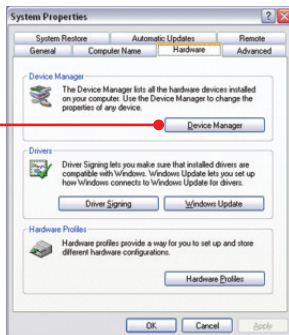 System Properties
System Restore Automatic Updates Remote
General Computer Name Hardware Advanced
Device Manager
The Device Manager lists all the hardware devices installed
on your computer. Use the Device Manager to change the
properties of any device.
Device Manager
Drivers
Driver Signing lets you make sure that installed drivers are
compatible with Windows. Windows Update lets you set up
how Windows connects to Windows Update for drivers.
Driver Signing Windows Update
Hardware Profiles
Hardware profiles provide a way for you to set up and store
different hardware configurations.
Hardware Profiles
OK Cancel Apply